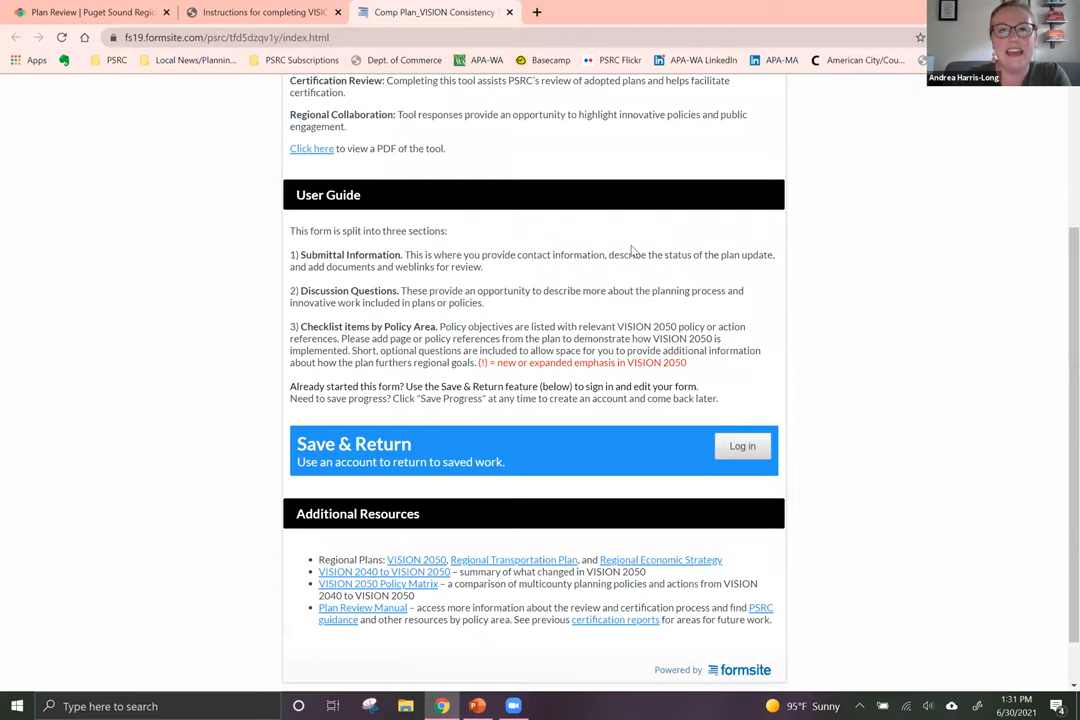 Plan Review | Puget Sound Regi
Instructions for completing VISIO
Comp Plan_VISION Consistency
fs19.formsite.com/psrc/tfd5dzqv1y/index.html
Apps
PSRC
Local News/Plannin...
PSRC Subscriptions
Dept. of Commerce
APA-WA
Basecamp
PSRC Flickr
APA-WA LinkedIn
APA-MA
American City/Cou...
Andrea Harris-Long
Certification Review: Completing this tool assists PSRC's review of adopted plans and helps facilitate
certification.
Regional Collaboration: Tool responses provide an opportunity to highlight innovative policies and public
engagement.
Click here to view a PDF of the tool.
User Guide
This form is split into three sections:
1) Submittal Information. This is where you provide contact information, describe the status of the plan update,
and add documents and weblinks for review.
2) Discussion Questions. These provide an opportunity to describe more about the planning process and
innovative work included in plans or policies.
3) Checklist items by Policy Area. Policy objectives are listed with relevant VISION 2050 policy or action
references. Please add page or policy references from the plan to demonstrate how VISION 2050 is
implemented. Short, optional questions are included to allow space for you to provide additional information
about how the plan furthers regional goals. (!) = new or expanded emphasis in VISION 2050
Already started this form? Use the Save & Return feature (below) to sign in and edit your form.
Need to save progress? Click "Save Progress" at any time to create an account and come back later.
Save & Return
Use an account to return to saved work.
Log in
Additional Resources
• Regional Plans: VISION 2050, Regional Transportation Plan, and Regional Economic Strategy
• VISION 2040 to VISION 2050 – summary of what changed in VISION 2050
• VISION 2050 Policy Matrix – a comparison of multicounty planning policies and actions from VISION
2040 to VISION 2050
• Plan Review Manual – access more information about the review and certification process and find PSRC
guidance and other resources by policy area. See previous certification reports for areas for future work.
Powered by formsite
Type here to search
95°F Sunny
1:31 PM
6/30/2021
4